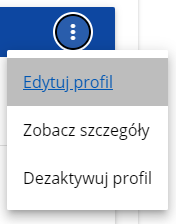 Edytuj profil
Zobacz szczegóły
Dezaktywuj profil